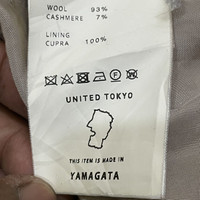 WOOL 93%
CASHMERE 7%
LINING
CUPRA 100%
UNITED TOKYO
THIS ITEM IS MADE IN
YAMAGATA